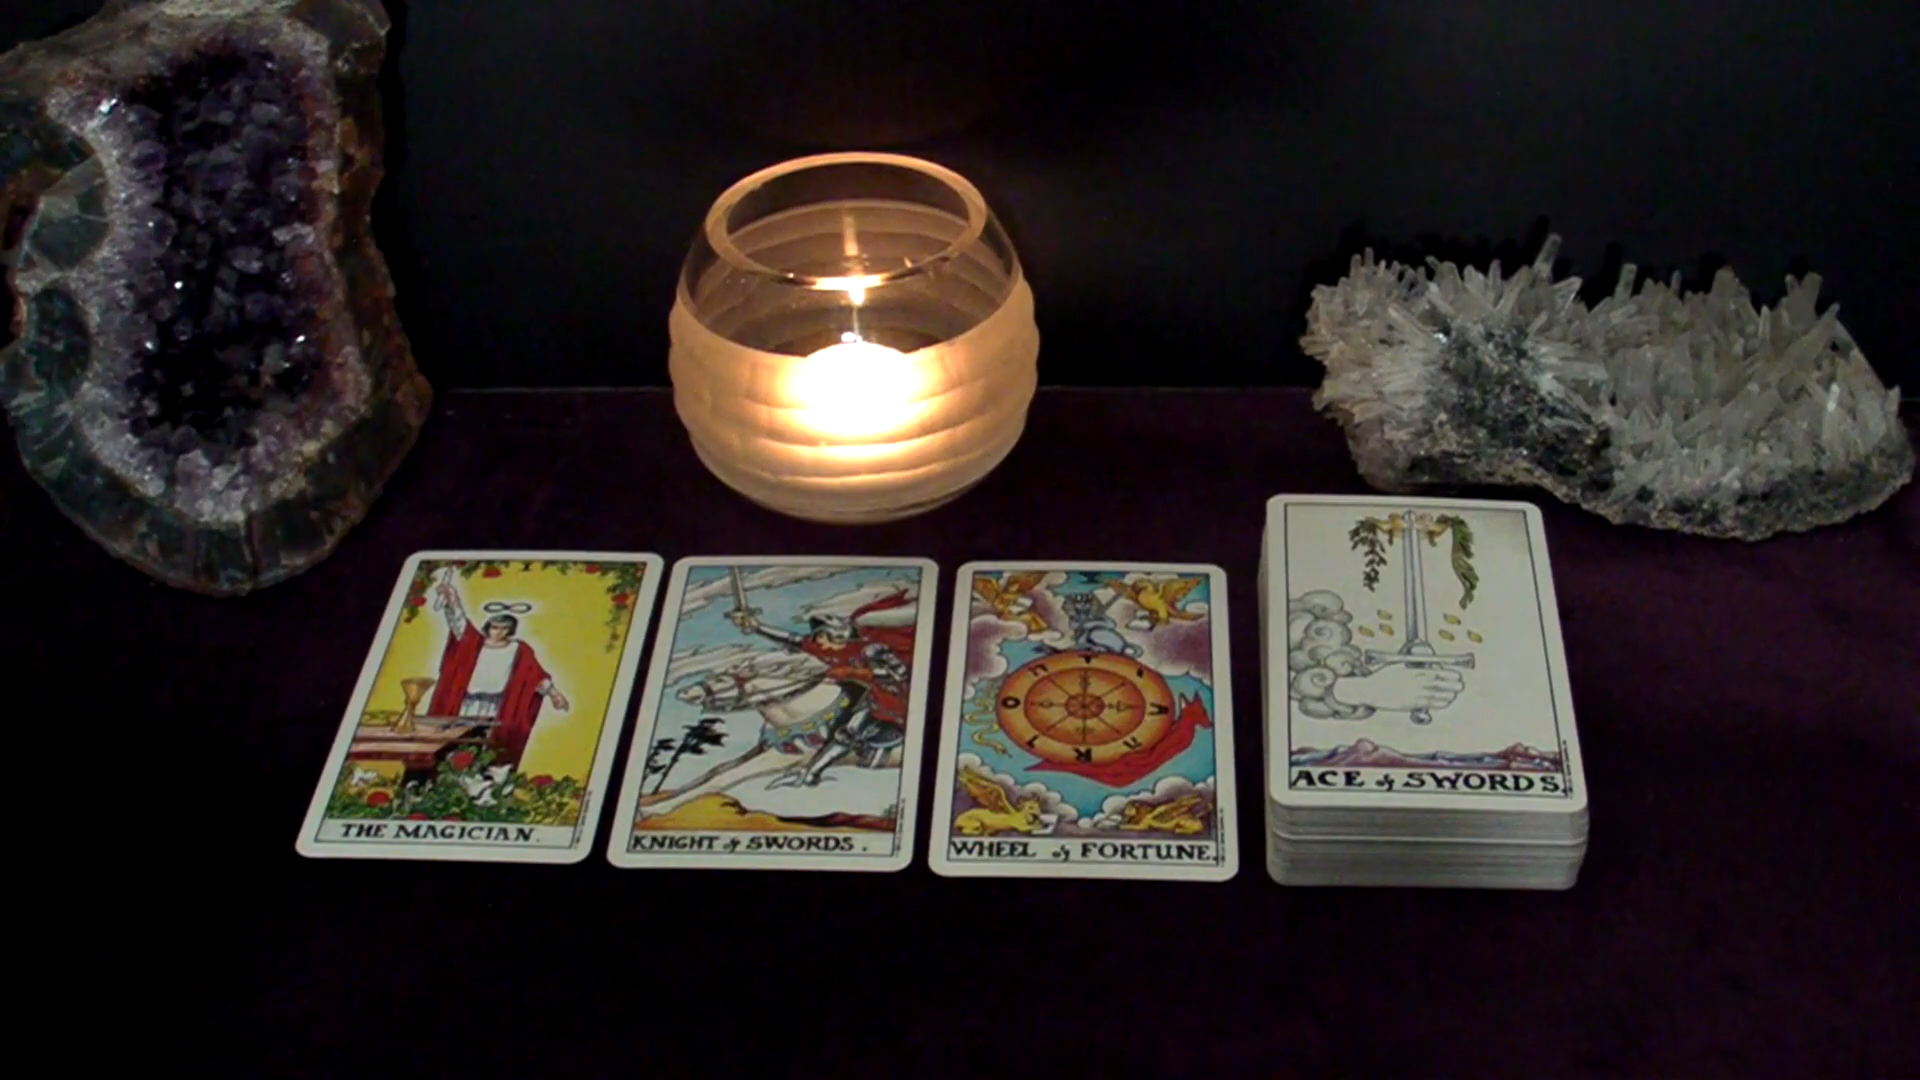 THE MAGICIAN.
KNIGHT of SWORDS.
WHEEL of FORTUNE.
ACE of SWORDS.